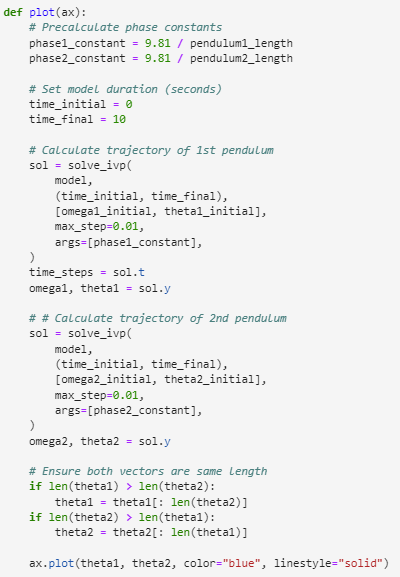 def plot(ax):
    # Precalculate phase constants
    phase1_constant = 9.81 / pendulum1_length
    phase2_constant = 9.81 / pendulum2_length

    # Set model duration (seconds)
    time_initial = 0
    time_final = 10

    # Calculate trajectory of 1st pendulum
    sol = solve_ivp(
        model,
        (time_initial, time_final),
        [omega1_initial, theta1_initial],
        max_step=0.01,
        args=[phase1_constant],
    )
    time_steps = sol.t
    omega1, theta1 = sol.y

    # # Calculate trajectory of 2nd pendulum
    sol = solve_ivp(
        model,
        (time_initial, time_final),
        [omega2_initial, theta2_initial],
        max_step=0.01,
        args=[phase2_constant],
    )
    omega2, theta2 = sol.y

    # Ensure both vectors are same length
    if len(theta1) > len(theta2):
        theta1 = theta1[: len(theta2)]
    if len(theta2) > len(theta1):
        theta2 = theta2[: len(theta1)]

    ax.plot(theta1, theta2, color="blue", linestyle="solid")